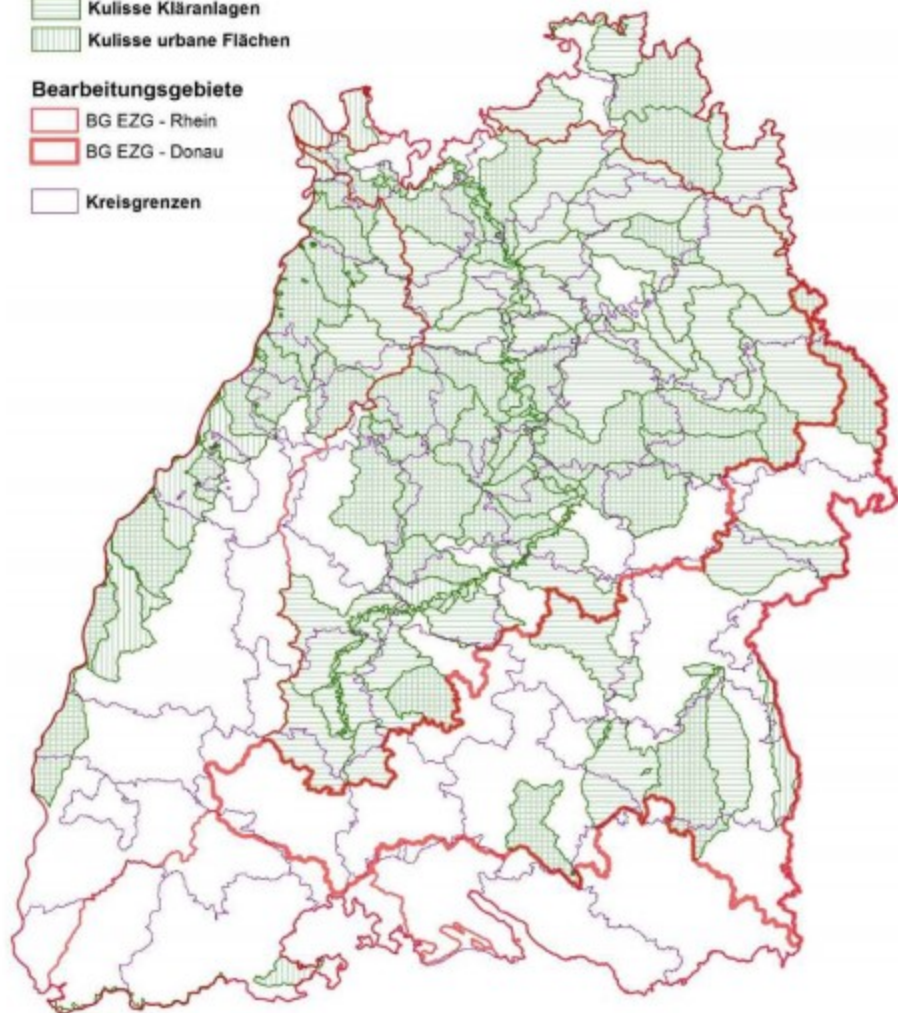 Kulisse Kläranlagen
Kulisse urbane Flächen
Bearbeitungsgebiete
BG EZG - Rhein
BG EZG - Donau
Kreisgrenzen